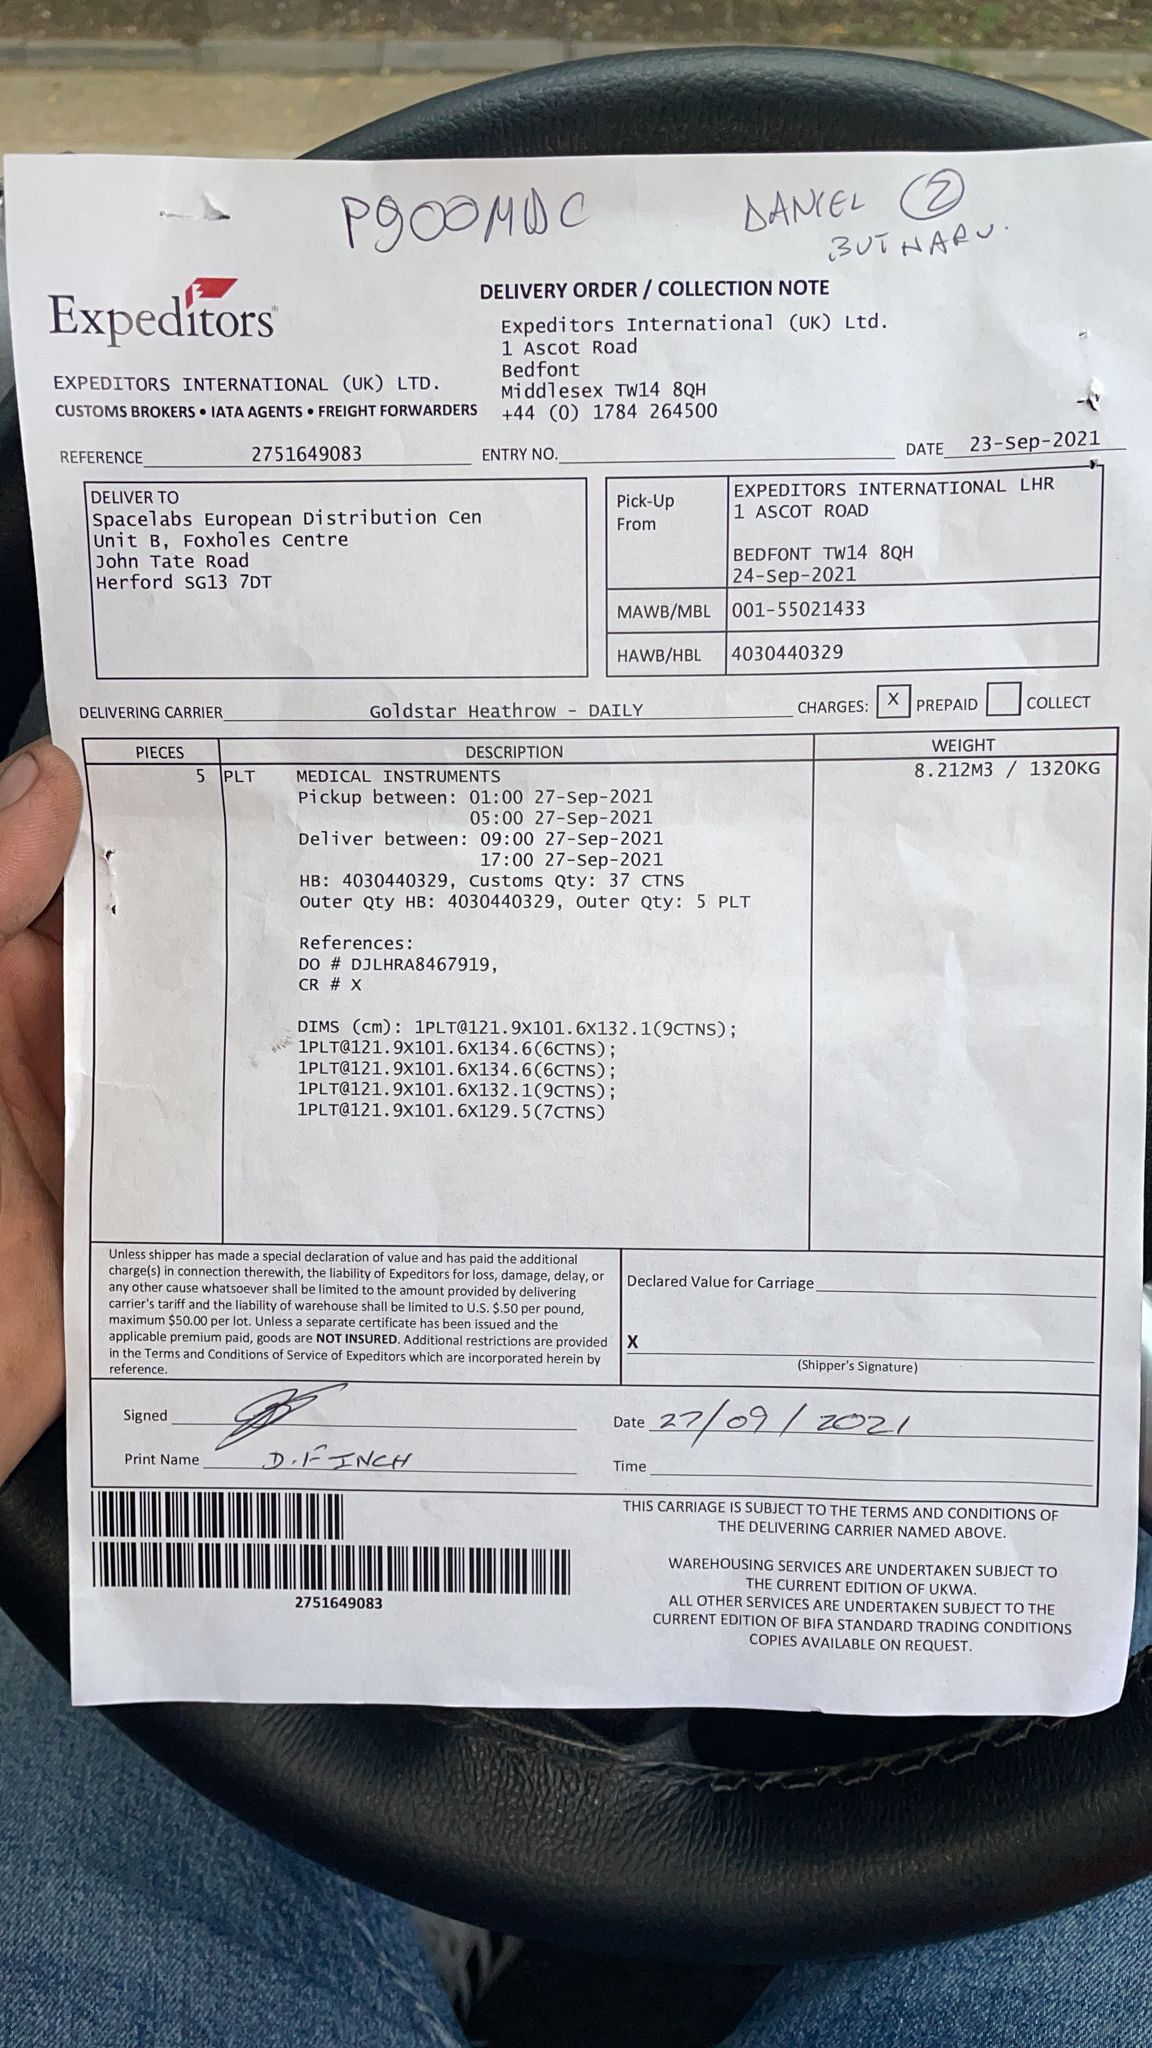 P900MDC
DANIEL 2
BUTNARU.
Expeditors®
EXPEDITORS INTERNATIONAL (UK) LTD.
CUSTOMS BROKERS • IATA AGENTS • FREIGHT FORWARDERS
DELIVERY ORDER / COLLECTION NOTE
Expeditors International (UK) Ltd.
1 Ascot Road
Bedfont
Middlesex TW14 8QH
+44 (0) 1784 264500
REFERENCE 2751649083 ENTRY NO. DATE 23-Sep-2021
DELIVER TO
Spacelabs European Distribution Cen
Unit B, Foxholes Centre
John Tate Road
Herford SG13 7DT
Pick-Up
From
EXPEDITORS INTERNATIONAL LHR
1 ASCOT ROAD
BEDFONT TW14 8QH
24-Sep-2021
MAWB/MBL 001-55021433
HAWB/HBL 4030440329
DELIVERING CARRIER Goldstar Heathrow - DAILY CHARGES: X PREPAID COLLECT
PIECES DESCRIPTION WEIGHT
5 PLT MEDICAL INSTRUMENTS 8.212M3 / 1320KG
Pickup between: 01:00 27-Sep-2021
05:00 27-Sep-2021
Deliver between: 09:00 27-Sep-2021
17:00 27-Sep-2021
HB: 4030440329, Customs Qty: 37 CTNS
Outer Qty HB: 4030440329, Outer Qty: 5 PLT
References:
DO # DJLHRA8467919,
CR # X
DIMS (cm): 1PLT@121.9X101.6X132.1(9CTNS);
1PLT@121.9X101.6X134.6(6CTNS);
1PLT@121.9X101.6X134.6(6CTNS);
1PLT@121.9X101.6X132.1(9CTNS);
1PLT@121.9X101.6X129.5(7CTNS)
Unless shipper has made a special declaration of value and has paid the additional
charge(s) in connection therewith, the liability of Expeditors for loss, damage, delay, or
any other cause whatsoever shall be limited to the amount provided by delivering
carrier's tariff and the liability of warehouse shall be limited to U.S. $.50 per pound,
maximum $50.00 per lot. Unless a separate certificate has been issued and the
applicable premium paid, goods are NOT INSURED. Additional restrictions are provided
in the Terms and Conditions of Service of Expeditors which are incorporated herein by
reference.
Declared Value for Carriage
X
(Shipper's Signature)
Signed
Date 27/09/2021
Print Name D.FINCH
Time
2751649083
THIS CARRIAGE IS SUBJECT TO THE TERMS AND CONDITIONS OF
THE DELIVERING CARRIER NAMED ABOVE.
WAREHOUSING SERVICES ARE UNDERTAKEN SUBJECT TO
THE CURRENT EDITION OF UKWA.
ALL OTHER SERVICES ARE UNDERTAKEN SUBJECT TO THE
CURRENT EDITION OF BIFA STANDARD TRADING CONDITIONS
COPIES AVAILABLE ON REQUEST.